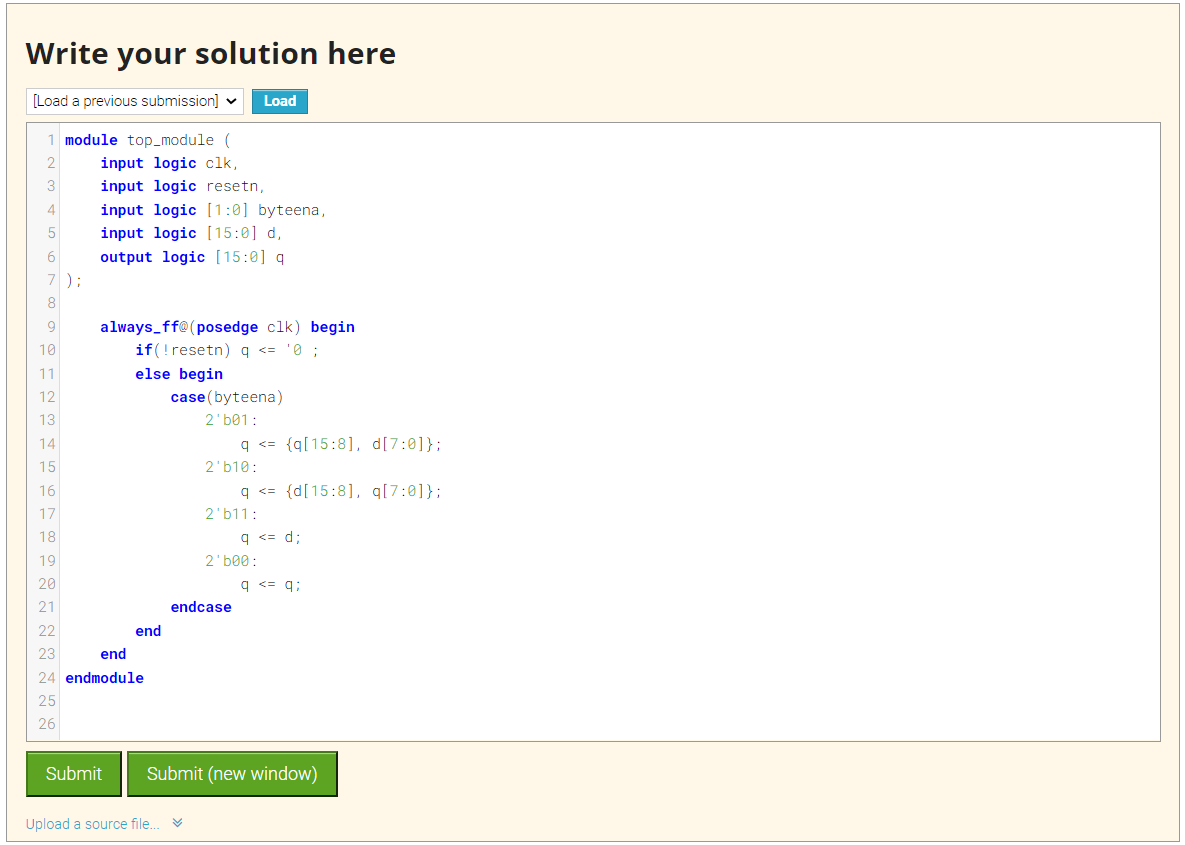 Write your solution here
[Load a previous submission] Load
1 module top_module (
2     input logic clk,
3     input logic resetn,
4     input logic [1:0] byteena,
5     input logic [15:0] d,
6     output logic [15:0] q
7 );
8
9     always_ff@(posedge clk) begin
10         if(!resetn) q <= '0 ;
11         else begin
12             case(byteena)
13                 2'b01:
14                     q <= {q[15:8], d[7:0]};
15                 2'b10:
16                     q <= {d[15:8], q[7:0]};
17                 2'b11:
18                     q <= d;
19                 2'b00:
20                     q <= q;
21             endcase
22         end
23     end
24 endmodule
25
26
Submit Submit (new window)
Upload a source file...